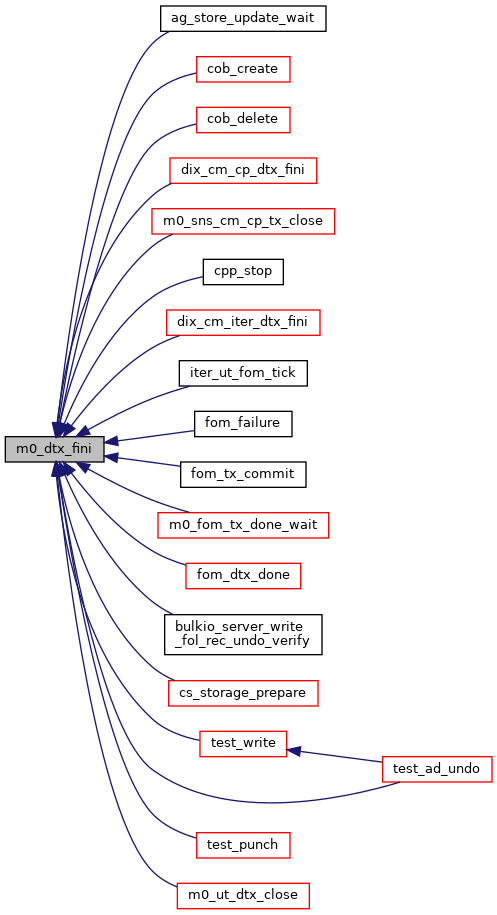 ag_store_update_wait
cob_create
cob_delete
dix_cm_cp_dtx_fini
m0_sns_cm_cp_tx_close
cpp_stop
dix_cm_iter_dtx_fini
iter_ut_fom_tick
fom_failure
m0_dtx_fini
fom_tx_commit
m0_fom_tx_done_wait
fom_dtx_done
bulkio_server_write
_fol_rec_undo_verify
cs_storage_prepare
test_write
test_ad_undo
test_punch
m0_ut_dtx_close